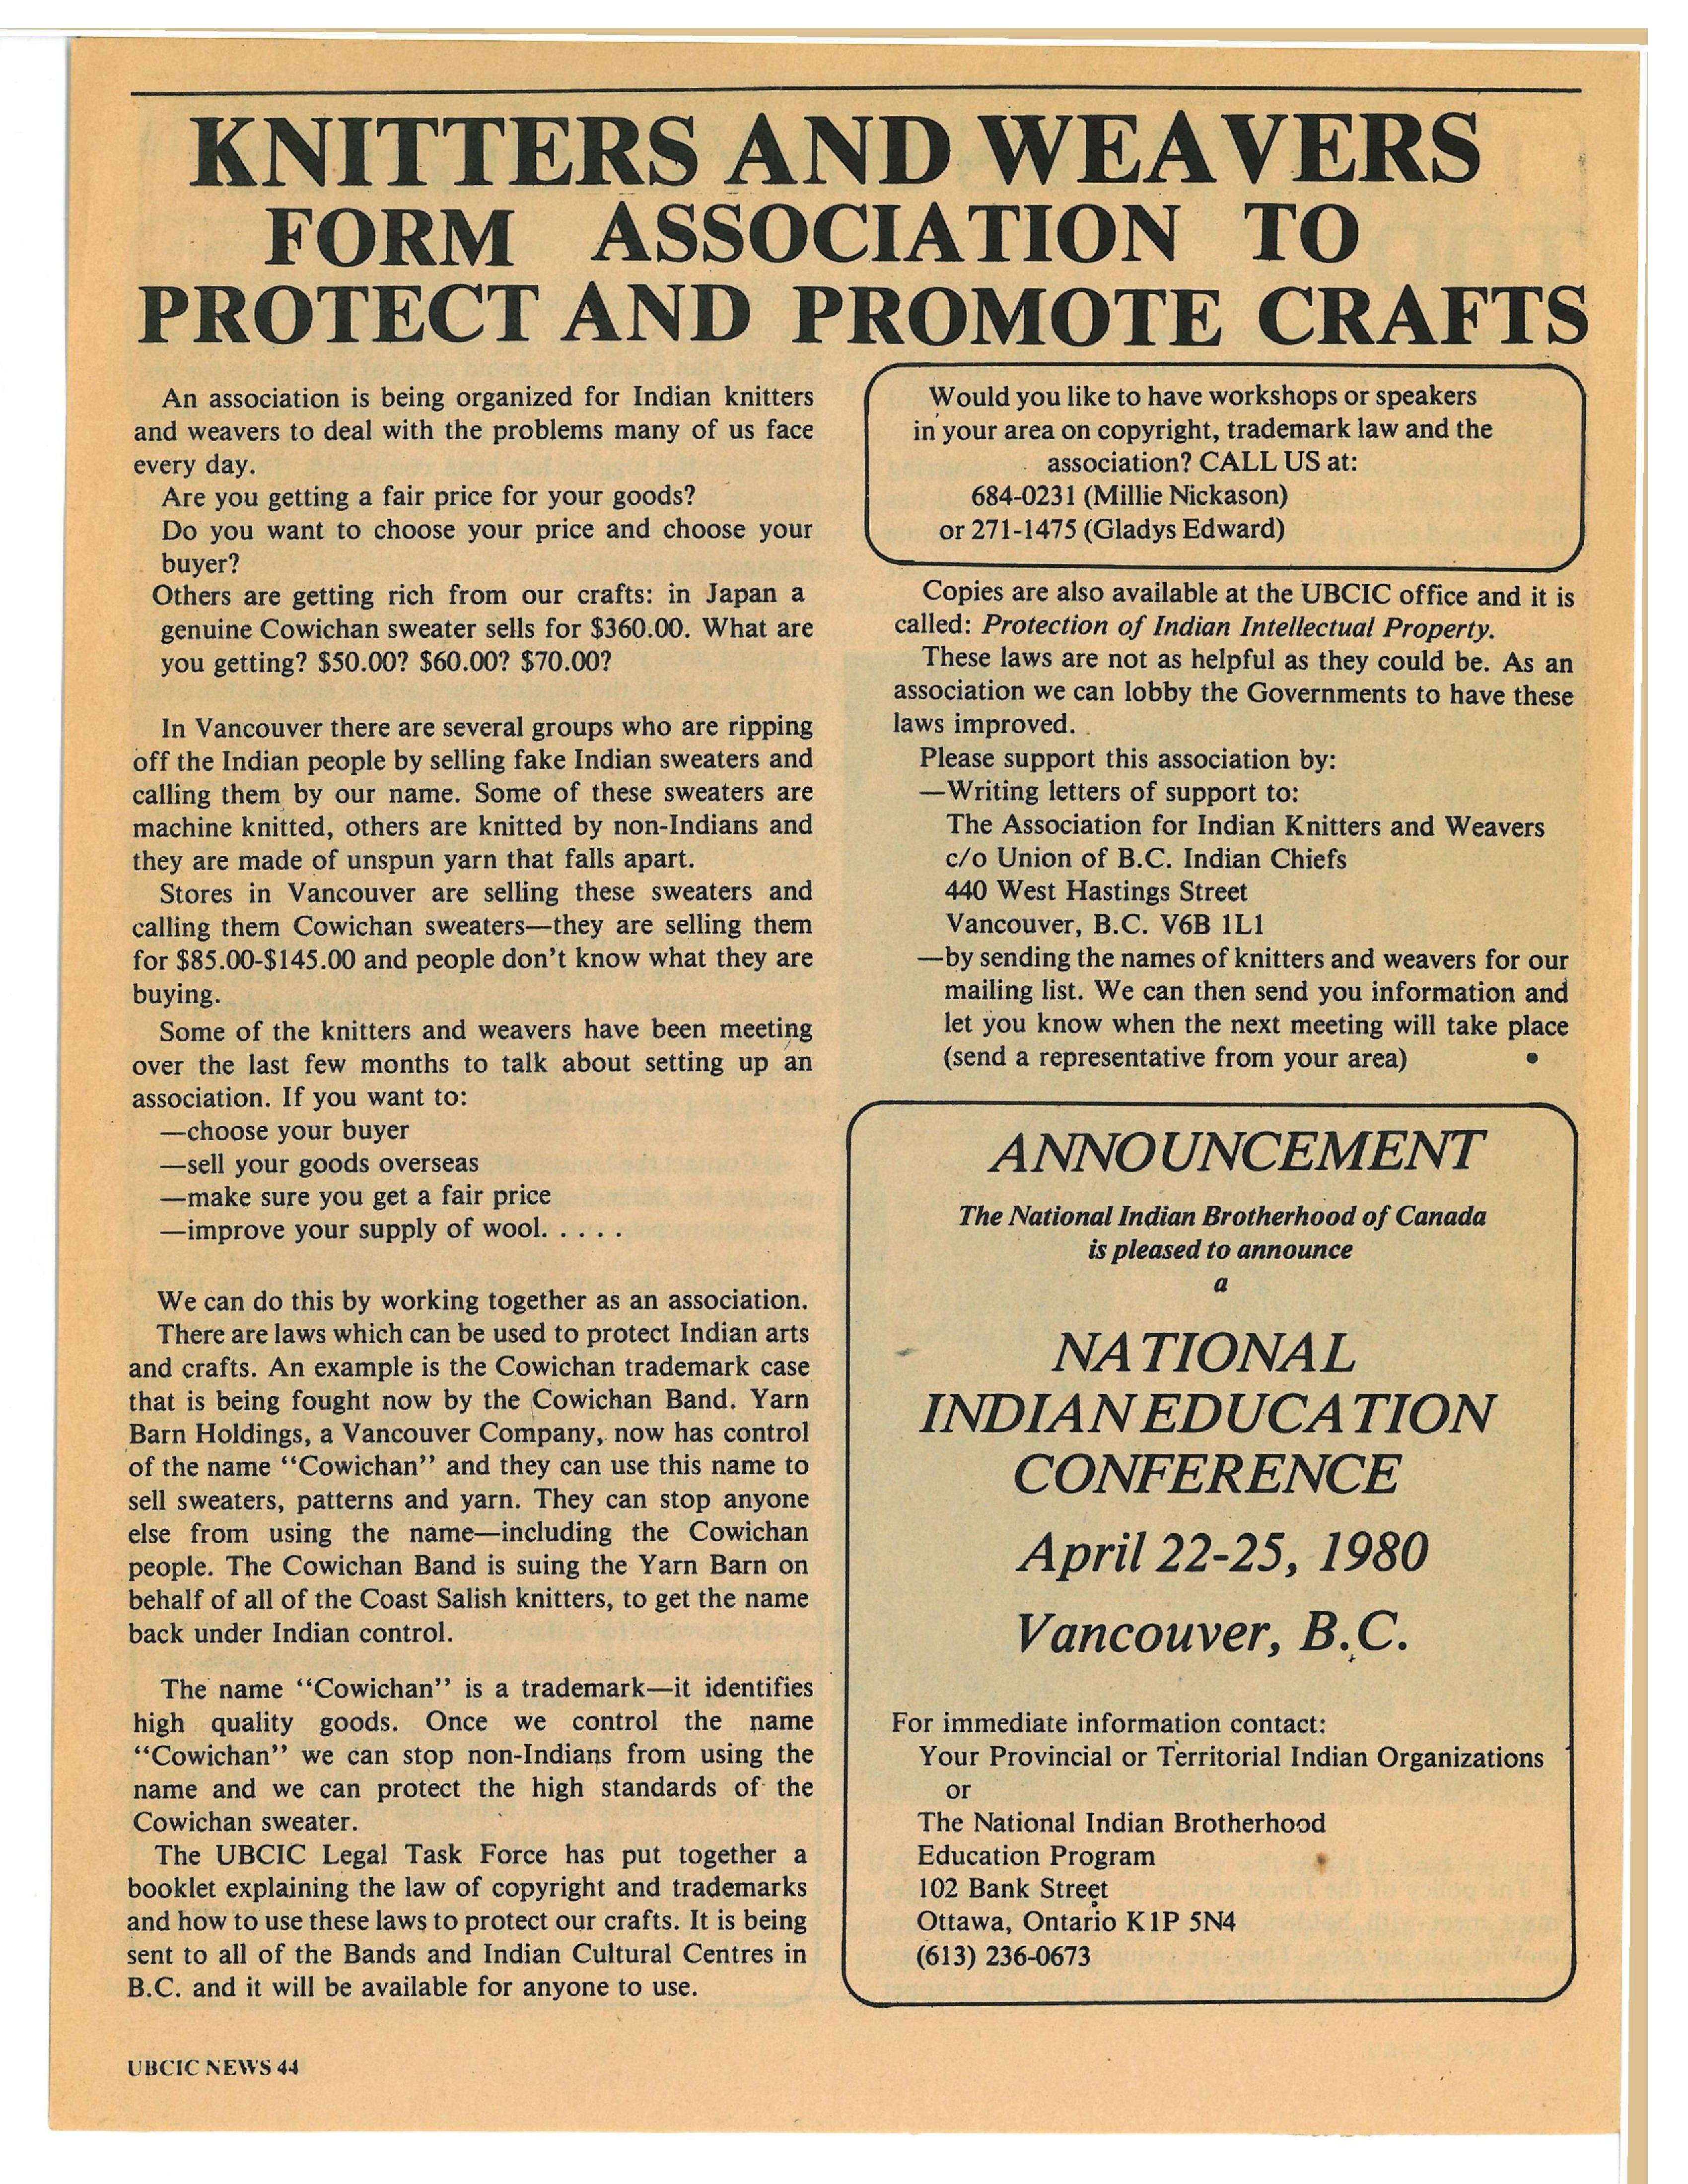 KNITTERS AND WEAVERS
FORM ASSOCIATION TO
PROTECT AND PROMOTE CRAFTS
An association is being organized for Indian knitters
and weavers to deal with the problems many of us face
every day.
Are you getting a fair price for your goods?
Do you want to choose your price and choose your
buyer?
Others are getting rich from our crafts: in Japan a
genuine Cowichan sweater sells for $360.00. What are
you getting? $50.00? $60.00? $70.00?
In Vancouver there are several groups who are ripping
off the Indian people by selling fake Indian sweaters and
calling them by our name. Some of these sweaters are
machine knitted, others are knitted by non-Indians and
they are made of unspun yarn that falls apart.
Stores in Vancouver are selling these sweaters and
calling them Cowichan sweaters—they are selling them
for $85.00-$145.00 and people don't know what they are
buying.
Some of the knitters and weavers have been meeting
over the last few months to talk about setting up an
association. If you want to:
—choose your buyer
—sell your goods overseas
—make sure you get a fair price
—improve your supply of wool. . . . .
We can do this by working together as an association.
There are laws which can be used to protect Indian arts
and crafts. An example is the Cowichan trademark case
that is being fought now by the Cowichan Band. Yarn
Barn Holdings, a Vancouver Company, now has control
of the name "Cowichan" and they can use this name to
sell sweaters, patterns and yarn. They can stop anyone
else from using the name—including the Cowichan
people. The Cowichan Band is suing the Yarn Barn on
behalf of all of the Coast Salish knitters, to get the name
back under Indian control.
The name "Cowichan" is a trademark—it identifies
high quality goods. Once we control the name
"Cowichan" we can stop non-Indians from using the
name and we can protect the high standards of the
Cowichan sweater.
The UBCIC Legal Task Force has put together a
booklet explaining the law of copyright and trademarks
and how to use these laws to protect our crafts. It is being
sent to all of the Bands and Indian Cultural Centres in
B.C. and it will be available for anyone to use.
Would you like to have workshops or speakers
in your area on copyright, trademark law and the
association? CALL US at:
684-0231 (Millie Nickason)
or 271-1475 (Gladys Edward)
Copies are also available at the UBCIC office and it is
called: Protection of Indian Intellectual Property.
These laws are not as helpful as they could be. As an
association we can lobby the Governments to have these
laws improved.
Please support this association by:
—Writing letters of support to:
The Association for Indian Knitters and Weavers
c/o Union of B.C. Indian Chiefs
440 West Hastings Street
Vancouver, B.C. V6B 1L1
—by sending the names of knitters and weavers for our
mailing list. We can then send you information and
let you know when the next meeting will take place
(send a representative from your area) •
ANNOUNCEMENT
The National Indian Brotherhood of Canada
is pleased to announce
a
NATIONAL
INDIAN EDUCATION
CONFERENCE
April 22-25, 1980
Vancouver, B.C.
For immediate information contact:
Your Provincial or Territorial Indian Organizations
or
The National Indian Brotherhood
Education Program
102 Bank Street
Ottawa, Ontario K1P 5N4
(613) 236-0673
UBCIC NEWS 44